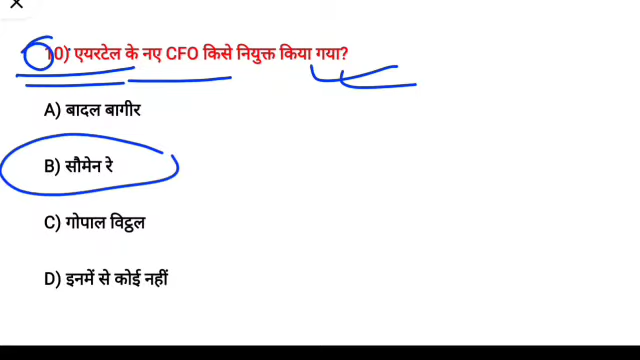 10) एयरटेल के नए CFO किसे नियुक्त किया गया?
A) बादल बागीर
B) सौमेन रे
C) गोपाल विट्ठल
D) इनमें से कोई नहीं